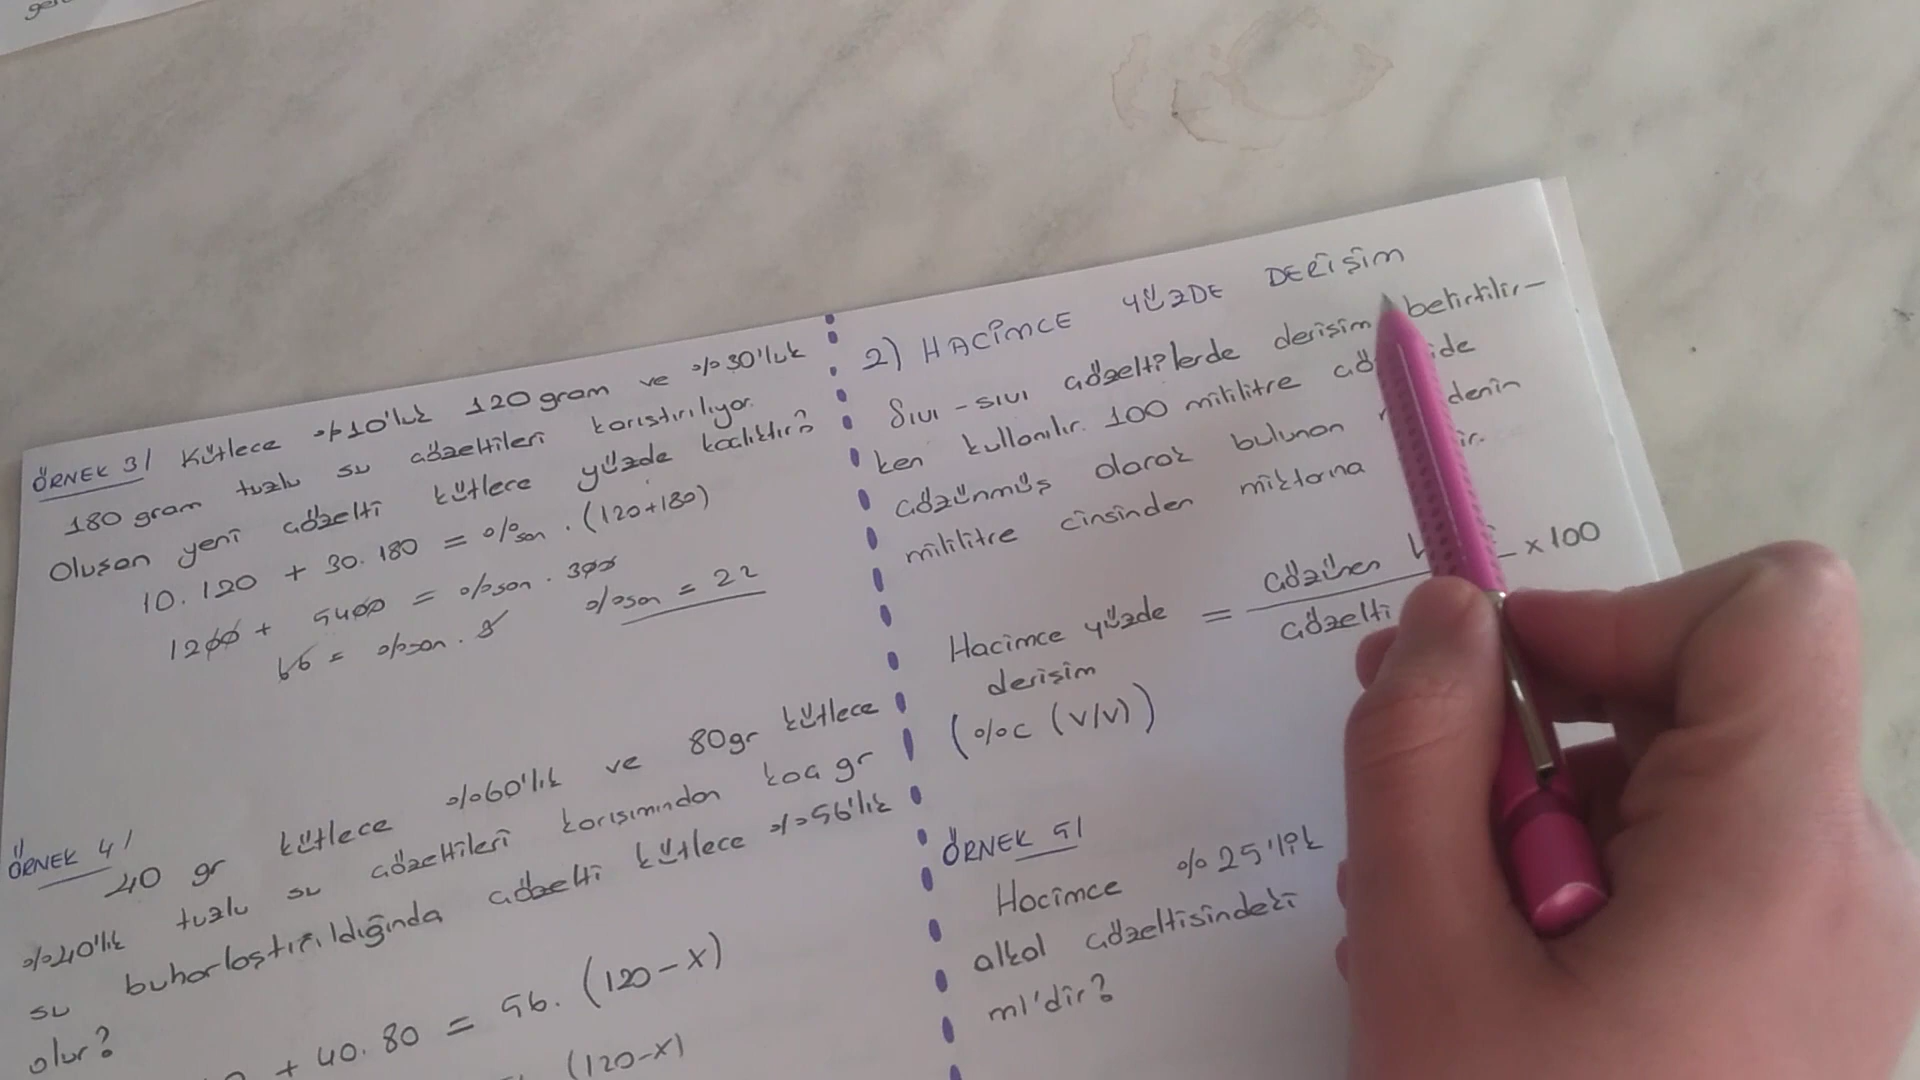 ÖRNEK 3/ Kütlece %10'luk 120 gram ve %30'luk
180 gram tuzlu su çözeltileri karıştırılıyor.
Oluşan yeni çözelti kütlece yüzde kaçlıktır?
10.120 + 30.180 = %son . (120+180)
1200 + 5400 = %son . 300
66 = %son . 3 %son = 22
ÖRNEK 4/
40 gr kütlece %60'lık ve 80gr kütlece
%40'lık tuzlu su çözeltileri karışımından kaç gr
su buharlaştırıldığında çözelti kütlece %56'lık
olur?
+ 40.80 = 56. (120-x)
(120-x)
2) HACİMCE YÜZDE DERİŞİM
Sıvı-sıvı çözeltilerde derişim belirtilir-
ken kullanılır. 100 mililitre
çözünmüş olarak bulunan
mililitre cinsinden miktarına
Hacimce yüzde derişim = çözünen / çözelti x100
(%C (V/V))
ÖRNEK 5/
Hacimce %25'lik
alkol çözeltisindeki
ml'dir?